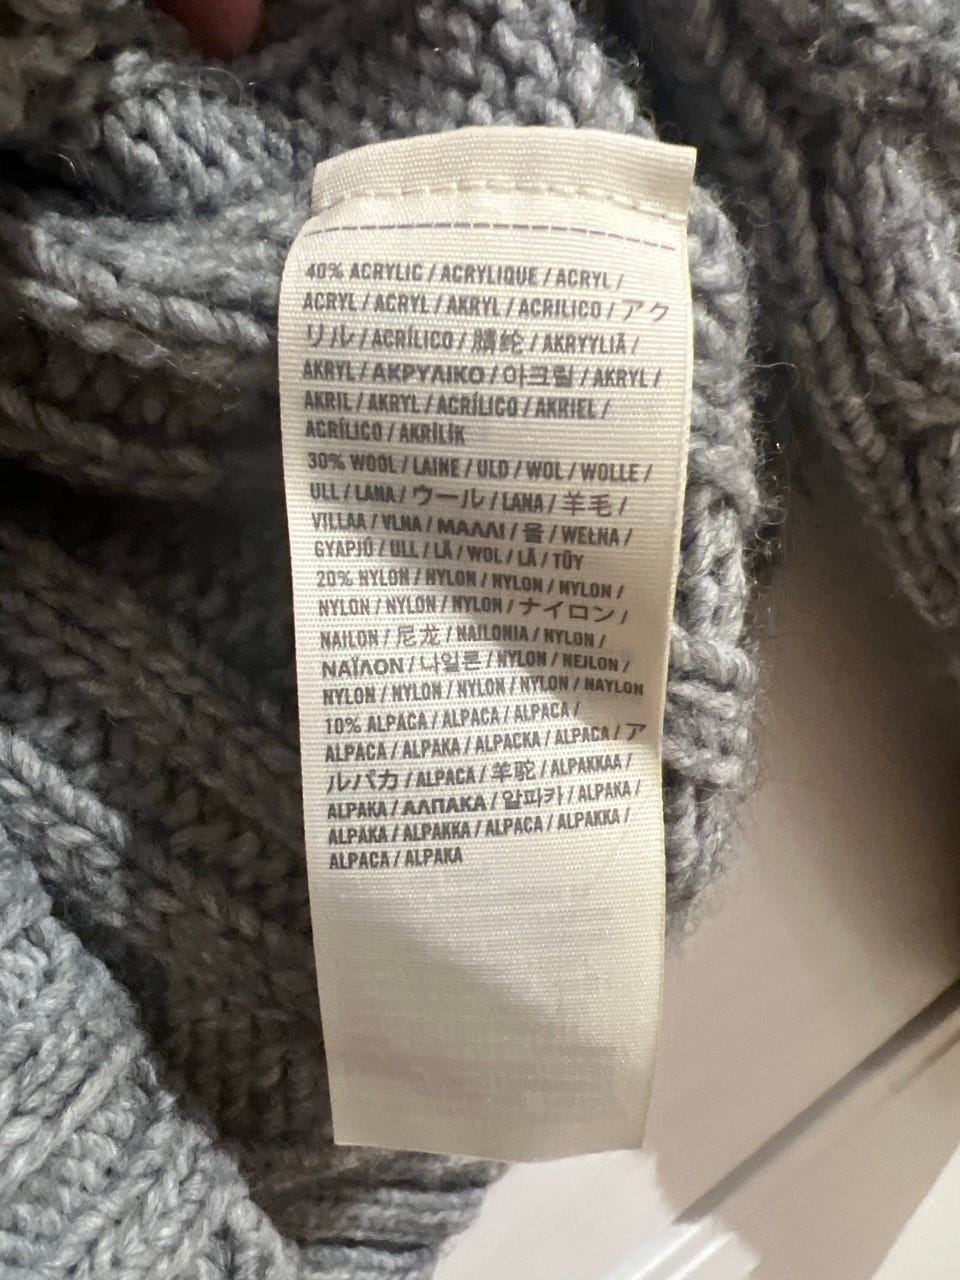 40% ACRYLIC / ACRYLIQUE / ACRYL /
ACRYL / ACRYL / AKRYL / ACRILICO / アク
リル / ACRÍLICO / 腈纶 / AKRYYLIÄ /
AKRYL / ΑΚΡΥΛΙΚΟ / 아크릴 / AKRYL /
AKRIL / AKRYL / ACRÍLICO / AKRIEL /
ACRÍLICO / AKRİLİK
30% WOOL / LAINE / ULD / WOL / WOLLE /
ULL / LANA / ウール / LANA / 羊毛 /
VILLAA / VLNA / ΜΑΛΛΙ / 울 / WEŁNA /
GYAPJÚ / ULL / LÃ / WOL / LÃ / TÜY
20% NYLON / NYLON / NYLON / NYLON /
NYLON / NYLON / NYLON / ナイロン /
NAILON / 尼龙 / NAILONIA / NYLON /
ΝΑΪΛΟΝ / 나일론 / NYLON / NEJLON /
NYLON / NYLON / NYLON / NYLON / NAYLON
10% ALPACA / ALPACA / ALPACA /
ALPACA / ALPAKA / ALPACKA / ALPACA / ア
ルパカ / ALPACA / 羊驼 / ALPAKKAA /
ALPAKA / ΑΛΠΑΚΑ / 알파카 / ALPAKA /
ALPAKA / ALPAKKA / ALPACA / ALPAKKA /
ALPACA / ALPAKA